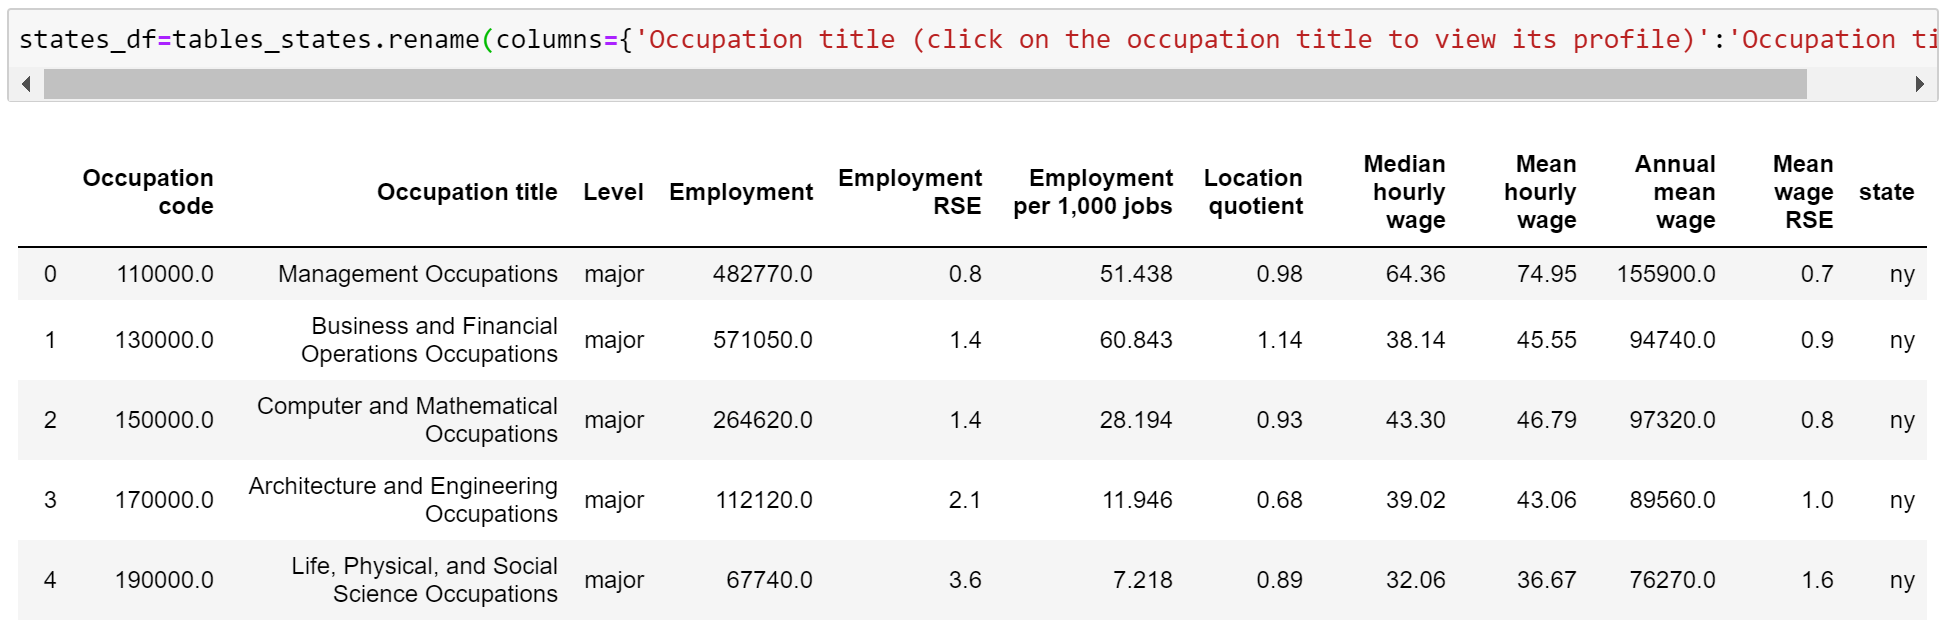 states_df=tables_states.rename(columns={'Occupation title (click on the occupation title to view its profile)':'Occupation ti
Occupation code Occupation title Level Employment Employment RSE Employment per 1,000 jobs Location quotient Median hourly wage Mean hourly wage Annual mean wage Mean wage RSE state
0 110000.0 Management Occupations major 482770.0 0.8 51.438 0.98 64.36 74.95 155900.0 0.7 ny
1 130000.0 Business and Financial Operations Occupations major 571050.0 1.4 60.843 1.14 38.14 45.55 94740.0 0.9 ny
2 150000.0 Computer and Mathematical Occupations major 264620.0 1.4 28.194 0.93 43.30 46.79 97320.0 0.8 ny
3 170000.0 Architecture and Engineering Occupations major 112120.0 2.1 11.946 0.68 39.02 43.06 89560.0 1.0 ny
4 190000.0 Life, Physical, and Social Science Occupations major 67740.0 3.6 7.218 0.89 32.06 36.67 76270.0 1.6 ny